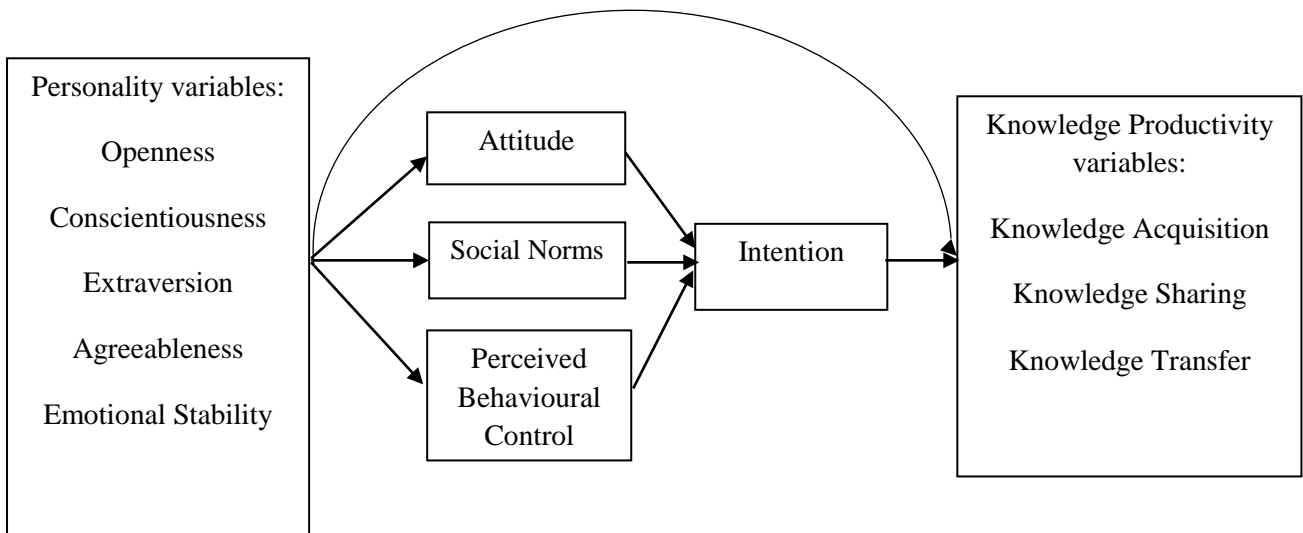 Personality variables:
Openness
Conscientiousness
Extraversion
Agreeableness
Emotional Stability
Attitude
Social Norms
Perceived
Behavioural
Control
Intention
Knowledge Productivity
variables:
Knowledge Acquisition
Knowledge Sharing
Knowledge Transfer